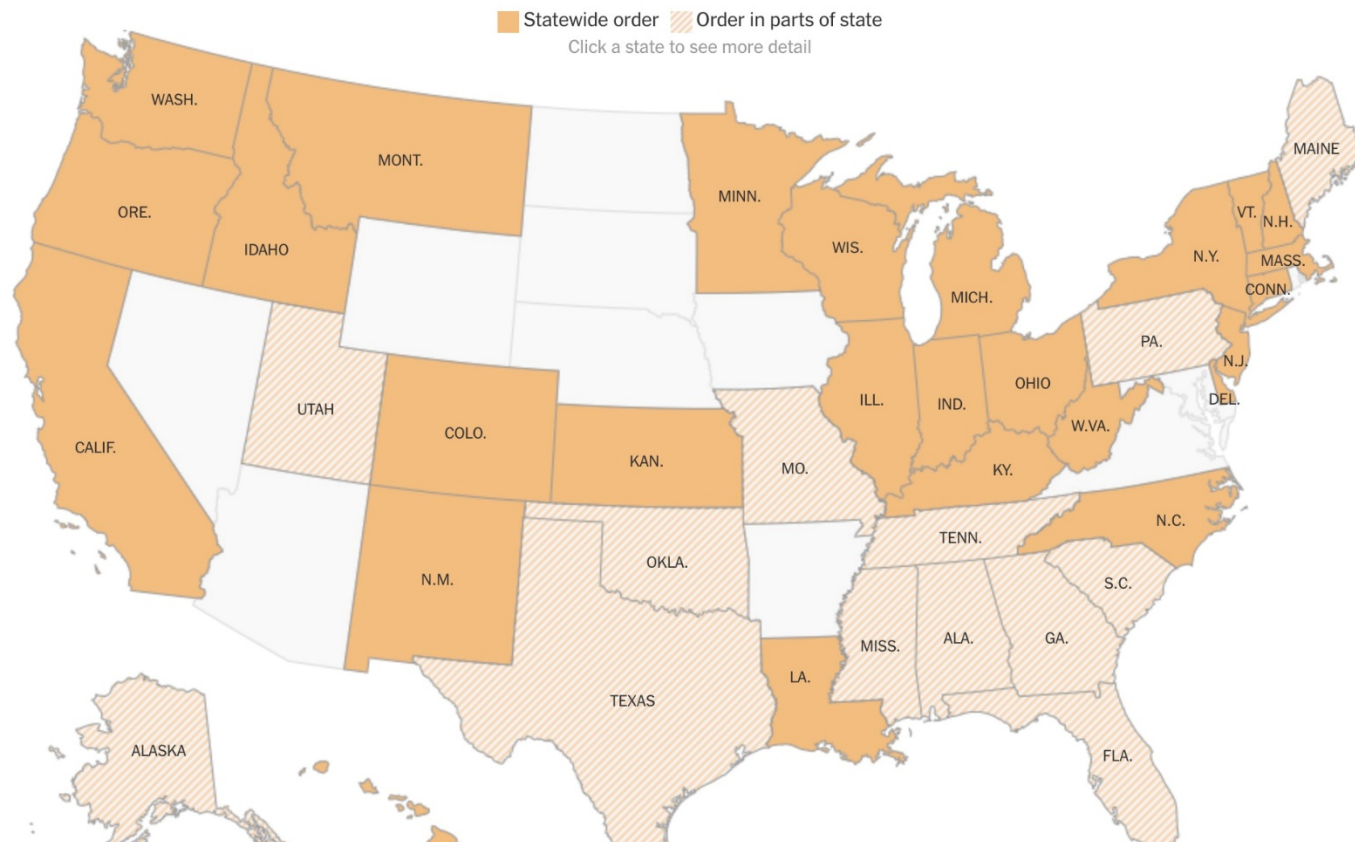 Statewide order Order in parts of state
Click a state to see more detail
WASH.
MAINE
MONT.
MINN.
ORE.
VT.
N.H.
IDAHO
WIS.
N.Y.
MASS.
CONN.
MICH.
PA.
N.J.
OHIO
UTAH
ILL.
IND.
DEL.
COLO.
W.VA.
CALIF.
KAN.
MO.
KY.
N.C.
TENN.
OKLA.
N.M.
S.C.
MISS.
ALA.
GA.
LA.
TEXAS
ALASKA
FLA.